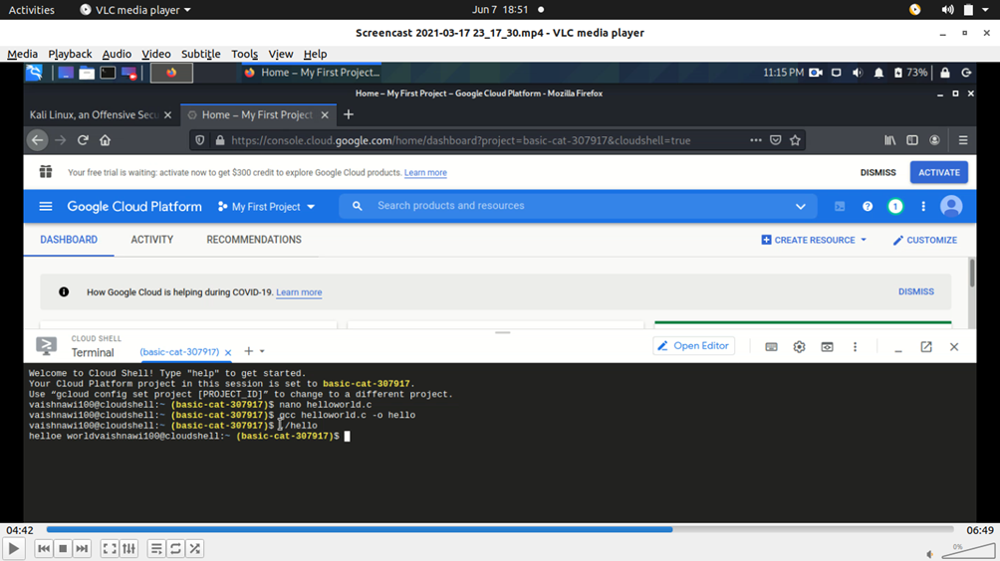 Activities VLC media player Jun 7 18:51
Screencast 2021-03-17 23_17_30.mp4 - VLC media player
Media Playback Audio Video Subtitle Tools View Help
Home – My First Project... 11:15 PM 73%
Home – My First Project – Google Cloud Platform - Mozilla Firefox
Kali Linux, an Offensive Secu Home – My First Project
https://console.cloud.google.com/home/dashboard?project=basic-cat-307917&cloudshell=true
Your free trial is waiting: activate now to get $300 credit to explore Google Cloud products. Learn more DISMISS ACTIVATE
Google Cloud Platform My First Project Search products and resources 1
DASHBOARD ACTIVITY RECOMMENDATIONS CREATE RESOURCE CUSTOMIZE
How Google Cloud is helping during COVID-19. Learn more DISMISS
CLOUD SHELL
Terminal (basic-cat-307917) Open Editor
Welcome to Cloud Shell! Type "help" to get started.
Your Cloud Platform project in this session is set to basic-cat-307917.
Use “gcloud config set project [PROJECT_ID]” to change to a different project.
vaishnawi100@cloudshell:~ (basic-cat-307917)$ nano helloworld.c
vaishnawi100@cloudshell:~ (basic-cat-307917)$ gcc helloworld.c -o hello
vaishnawi100@cloudshell:~ (basic-cat-307917)$ ./hello
helloe worldvaishnawi100@cloudshell:~ (basic-cat-307917)$
04:42 06:49
0%